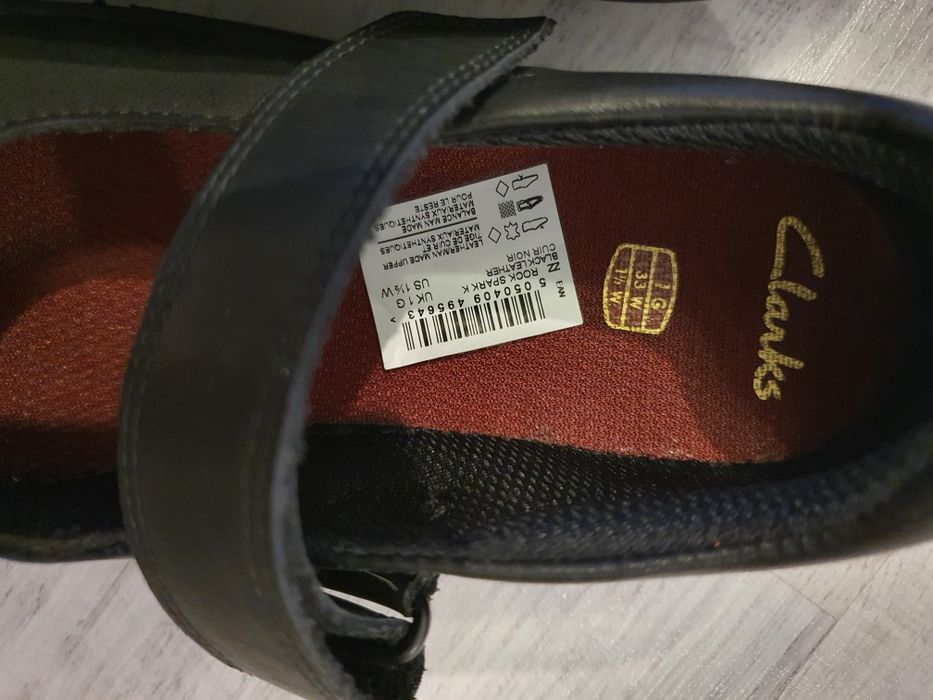 Clarks
1 G
33 W
1½ W
EAN
5 050409 495643 >
ROCK SPARK K
UK 1 G
BLACK LEATHER
US 1½ W
CUIR NOIR
LEATHER/MAN MADE UPPER
TIGE DE CUIR ET
MATERIAUX SYNTHETIQUES
BALANCE MAN MADE
MATERIAUX SYNTHETIQUES
POUR LE RESTE